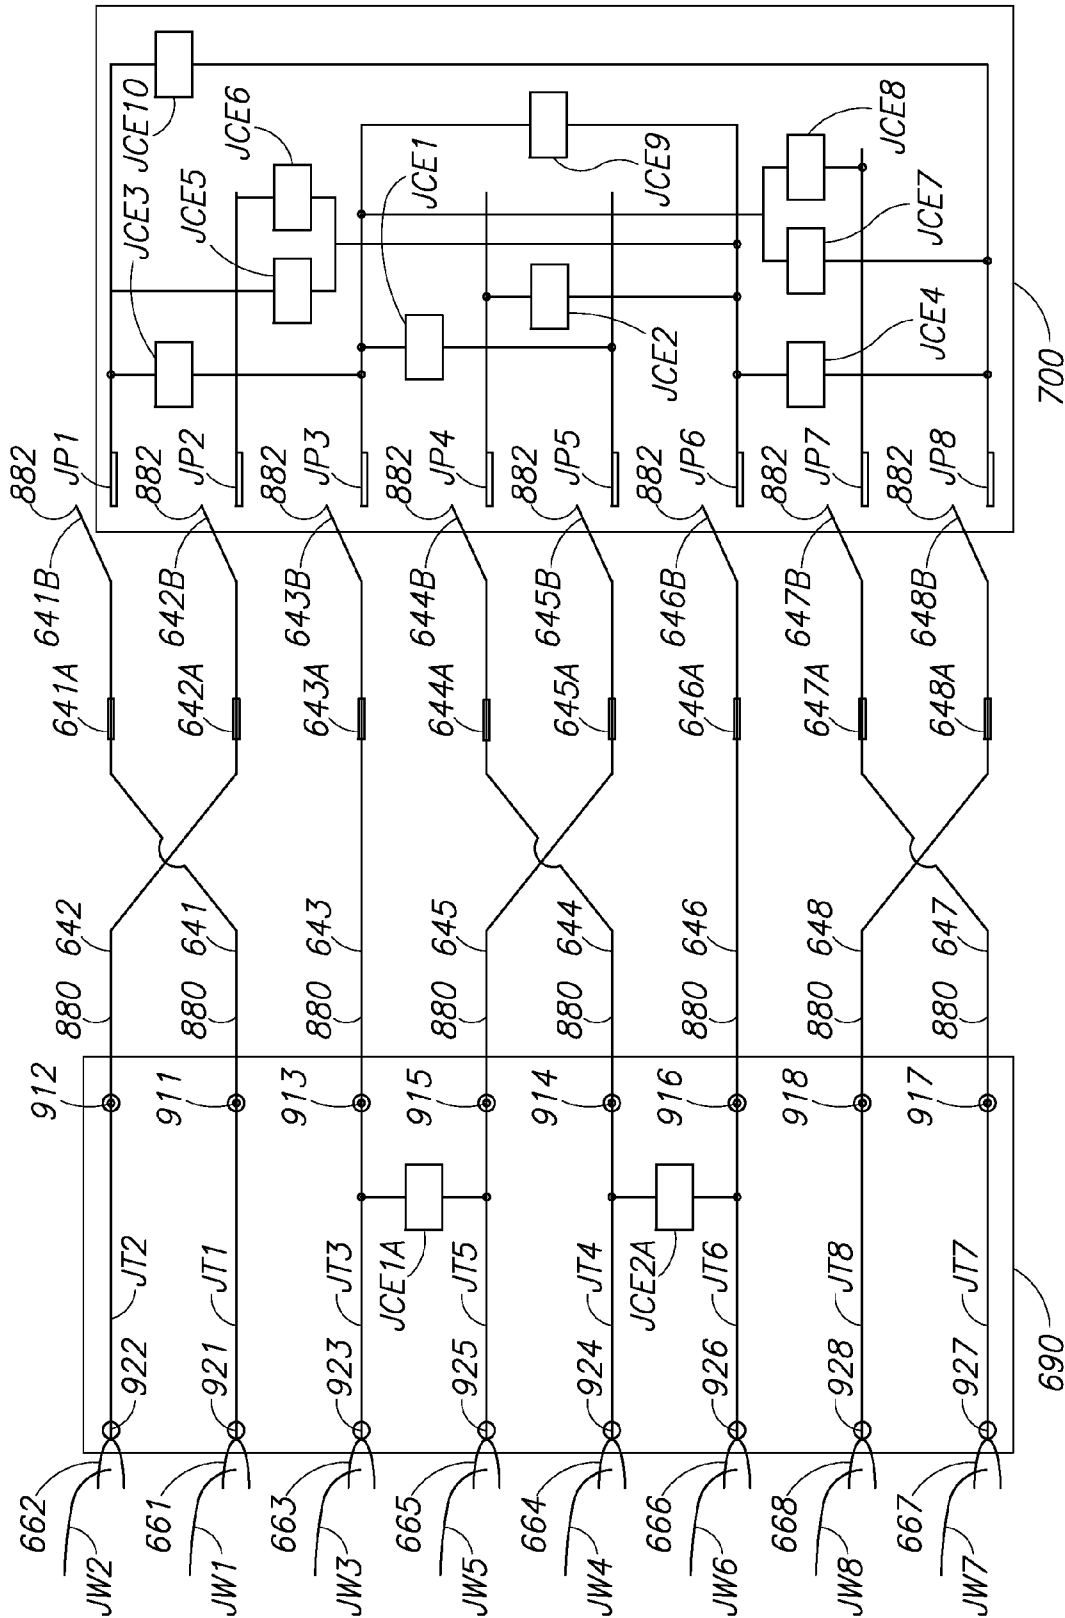 882 JP1
882 JP2
882 JP3
882 JP4
882 JP5
882 JP6
882 JP7
882 JP8
JCE3
JCE10
JCE5
JCE6
JCE1
JCE9
JCE2
JCE8
JCE7
JCE4
700
641B
642B
643B
644B
645B
646B
647B
648B
641A
642A
643A
644A
645A
646A
647A
648A
642
641
643
645
644
646
648
647
880
880
880
880
880
880
880
880
912
911
913
915
914
916
918
917
JCE1A
JCE2A
JT2
JT1
JT3
JT5
JT4
JT6
JT8
JT7
922
921
923
925
924
926
928
927
690
662
661
663
665
664
666
668
667
JW2
JW1
JW3
JW5
JW4
JW6
JW8
JW7